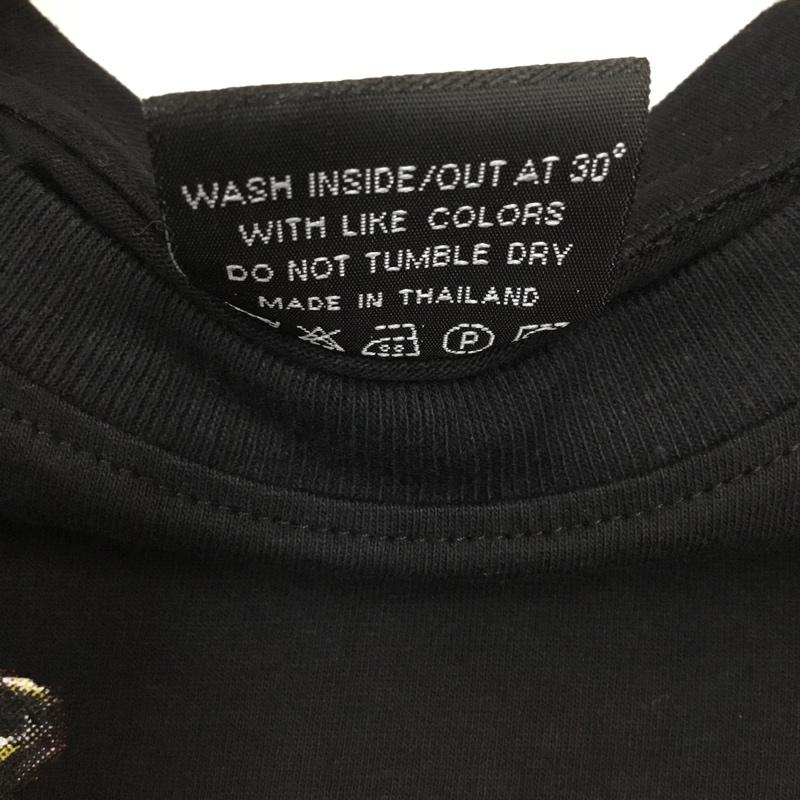 WASH INSIDE/OUT AT 30°
WITH LIKE COLORS
DO NOT TUMBLE DRY
MADE IN THAILAND
P